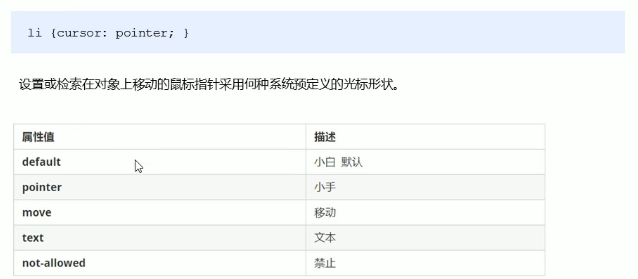 li {cursor: pointer; }
设置或检索在对象上移动的鼠标指针采用何种系统预定义的光标形状。
属性值 描述
default 小白 默认
pointer 小手
move 移动
text 文本
not-allowed 禁止